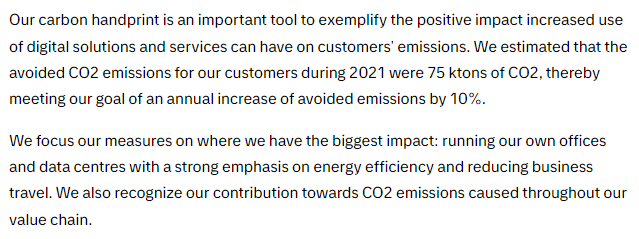 Our carbon handprint is an important tool to exemplify the positive impact increased use
of digital solutions and services can have on customers' emissions. We estimated that the
avoided CO2 emissions for our customers during 2021 were 75 ktons of CO2, thereby
meeting our goal of an annual increase of avoided emissions by 10%.
We focus our measures on where we have the biggest impact: running our own offices
and data centres with a strong emphasis on energy efficiency and reducing business
travel. We also recognize our contribution towards CO2 emissions caused throughout our
value chain.